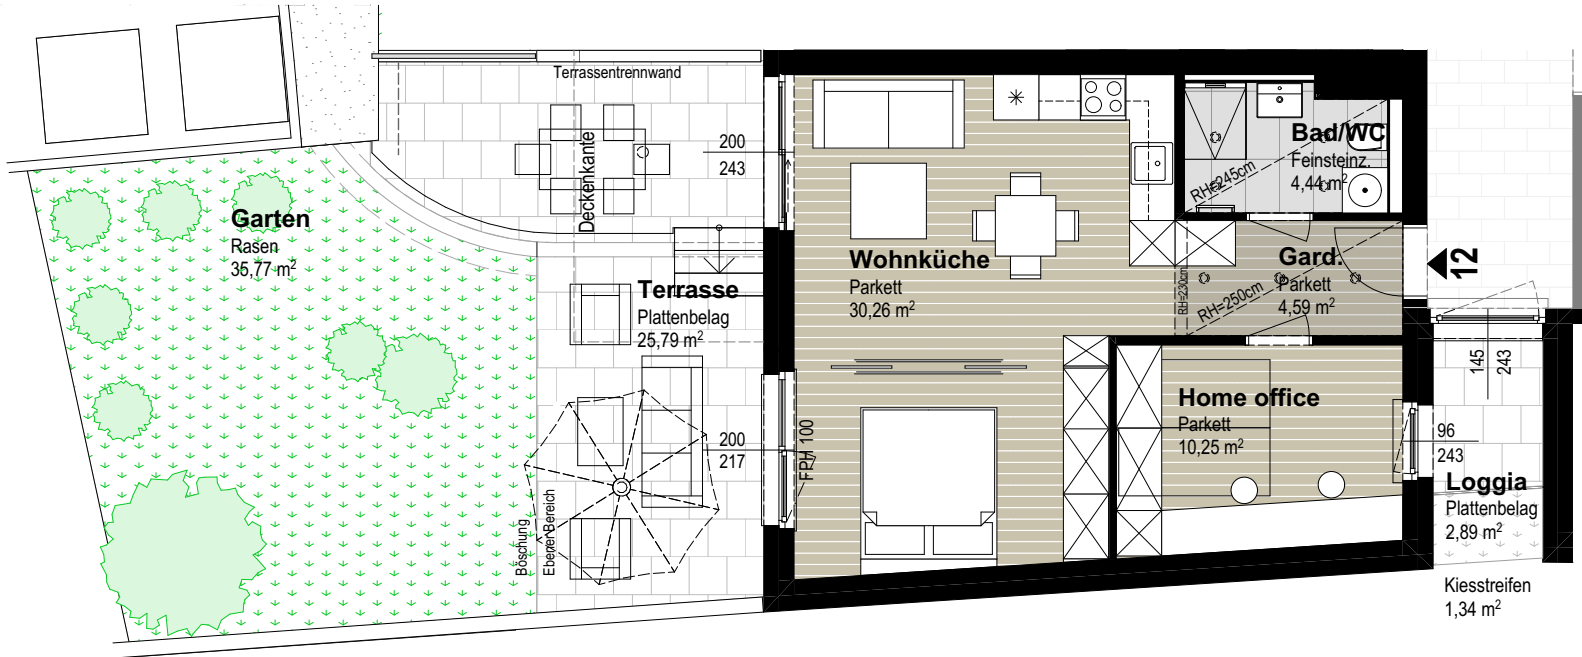 Terrassentrennwand
Deckenkante
200
243
Garten
Rasen
35,77 m²
Terrasse
Plattenbelag
25,79 m²
Wohnküche
Parkett
30,26 m²
Bad/WC
Feinsteinz.
4,44 m²
RH=245cm
Gard.
Parkett
4,59 m²
RH=230cm
RH=250cm
12
145
243
Home office
Parkett
10,25 m²
96
243
Loggia
Plattenbelag
2,89 m²
Kiesstreifen
1,34 m²
200
217
FPH 100
Böschung
Ebener Bereich